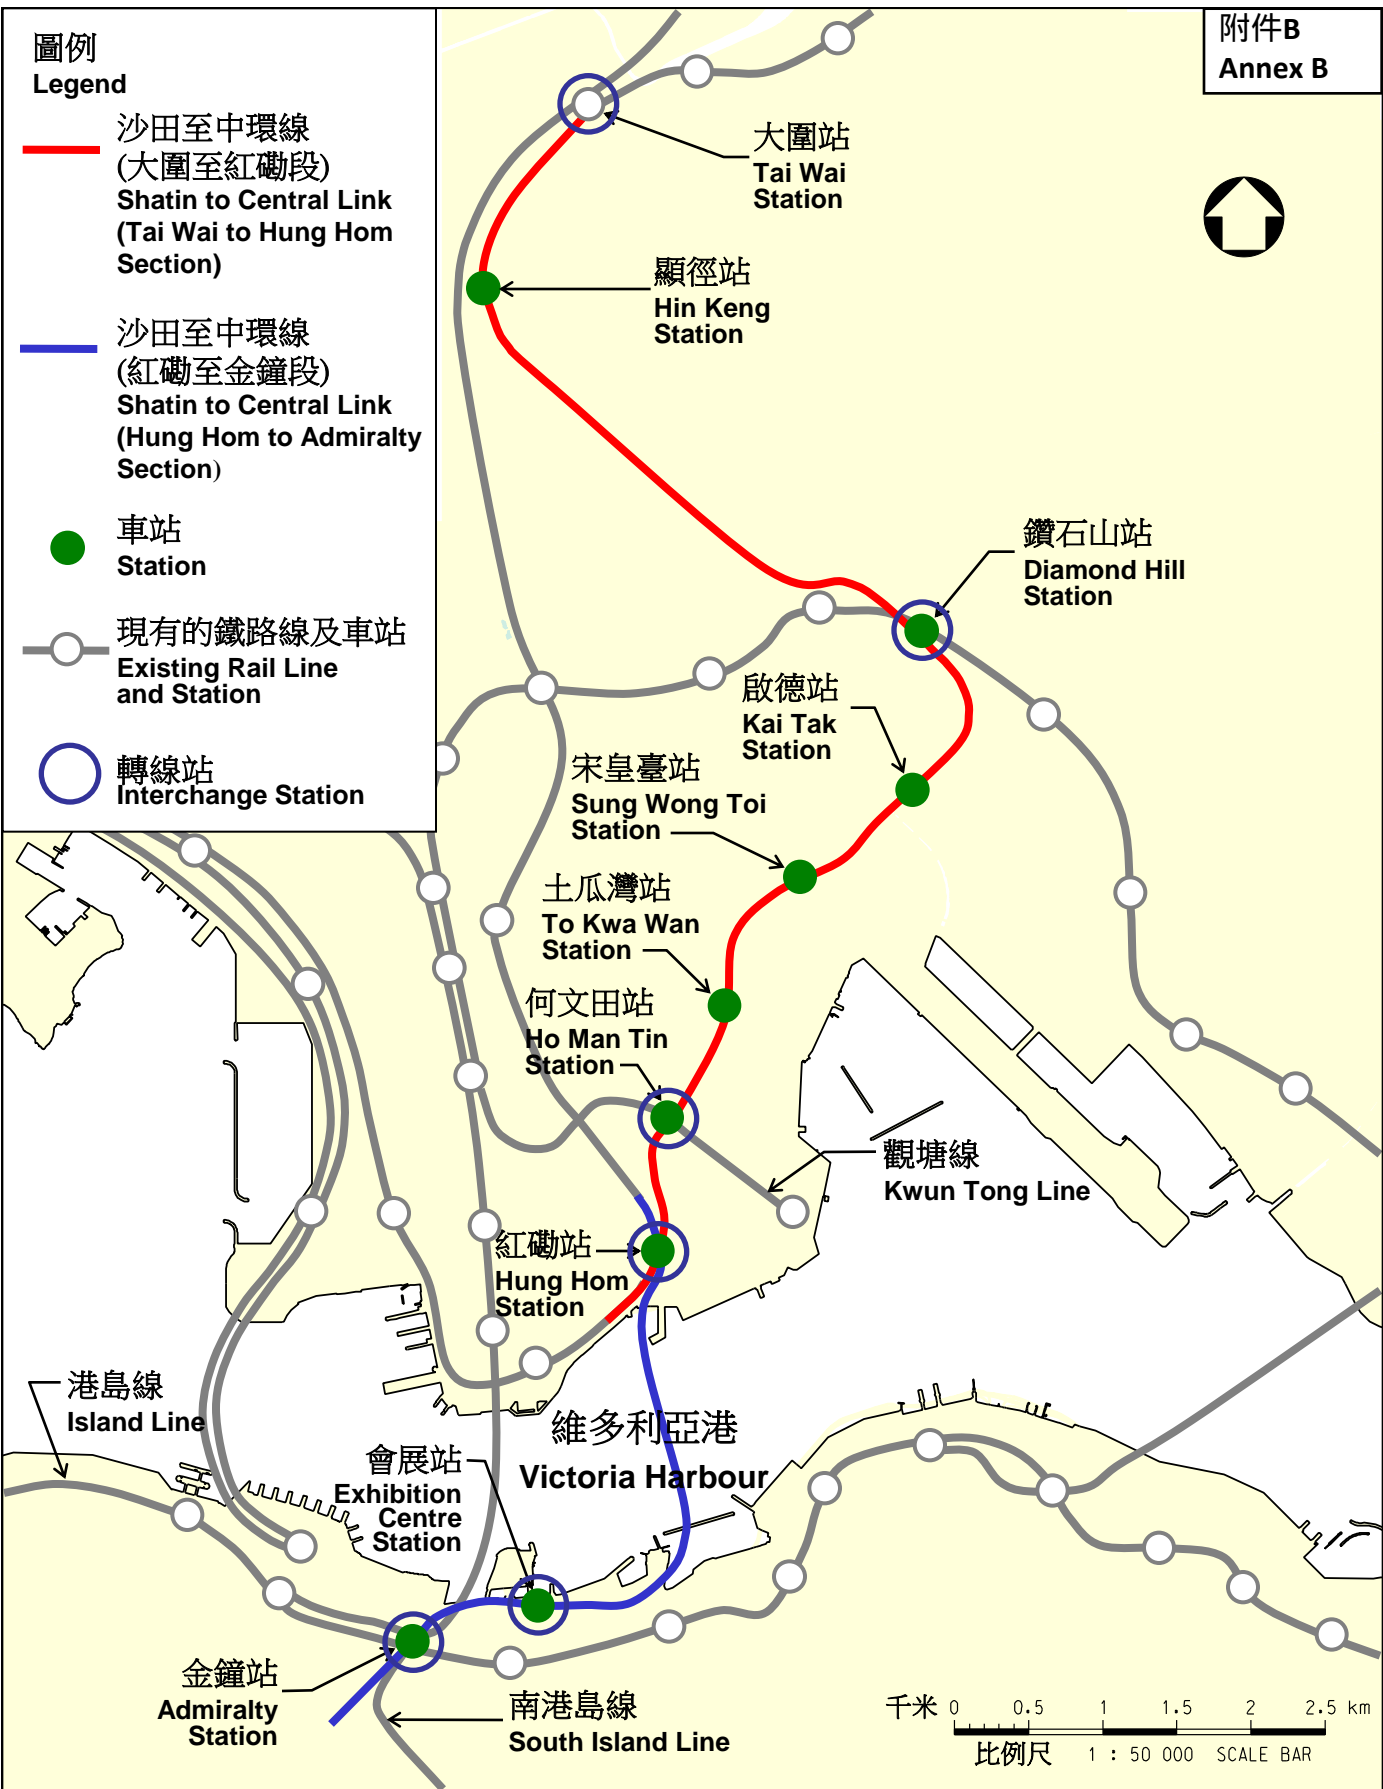 圖例
Legend
沙田至中環線
(大圍至紅磡段)
Shatin to Central Link
(Tai Wai to Hung Hom
Section)
沙田至中環線
(紅磡至金鐘段)
Shatin to Central Link
(Hung Hom to Admiralty
Section)
車站
Station
現有的鐵路線及車站
Existing Rail Line
and Station
轉線站
Interchange Station
附件B
Annex B
大圍站
Tai Wai
Station
顯徑站
Hin Keng
Station
鑽石山站
Diamond Hill
Station
啟德站
Kai Tak
Station
宋皇臺站
Sung Wong Toi
Station
土瓜灣站
To Kwa Wan
Station
何文田站
Ho Man Tin
Station
觀塘線
Kwun Tong Line
紅磡站
Hung Hom
Station
港島線
Island Line
維多利亞港
Victoria Harbour
會展站
Exhibition
Centre
Station
金鐘站
Admiralty
Station
南港島線
South Island Line
千米 0 0.5 1 1.5 2 2.5 km
比例尺 1 : 50 000 SCALE BAR